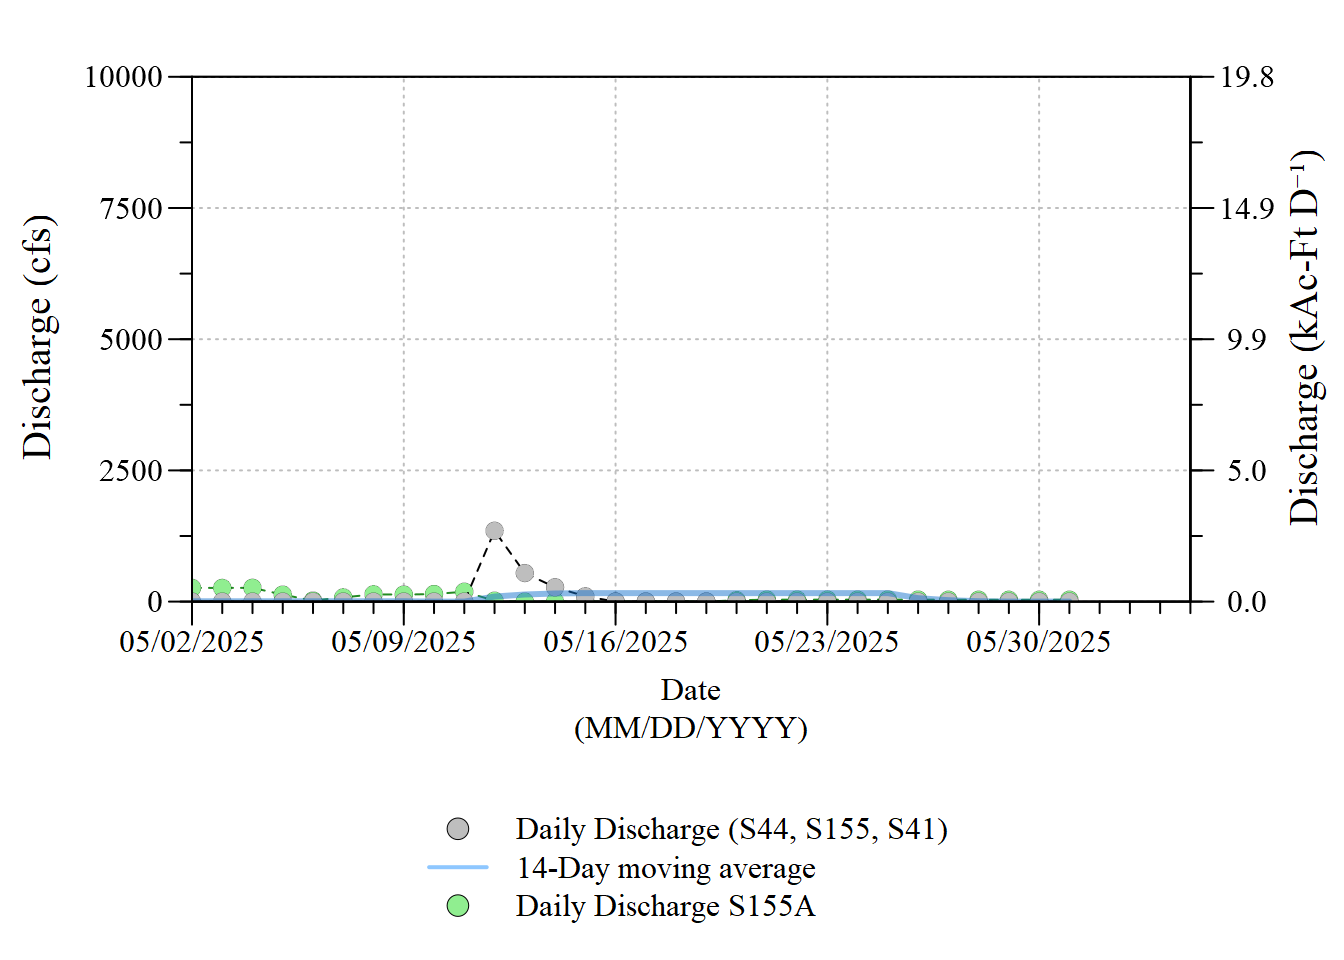 10000
7500
5000
2500
0
Discharge (cfs)
19.8
14.9
9.9
5.0
0.0
Discharge (kAc-Ft D⁻¹)
05/02/2025
05/09/2025
05/16/2025
05/23/2025
05/30/2025
Date
(MM/DD/YYYY)
Daily Discharge (S44, S155, S41)
14-Day moving average
Daily Discharge S155A